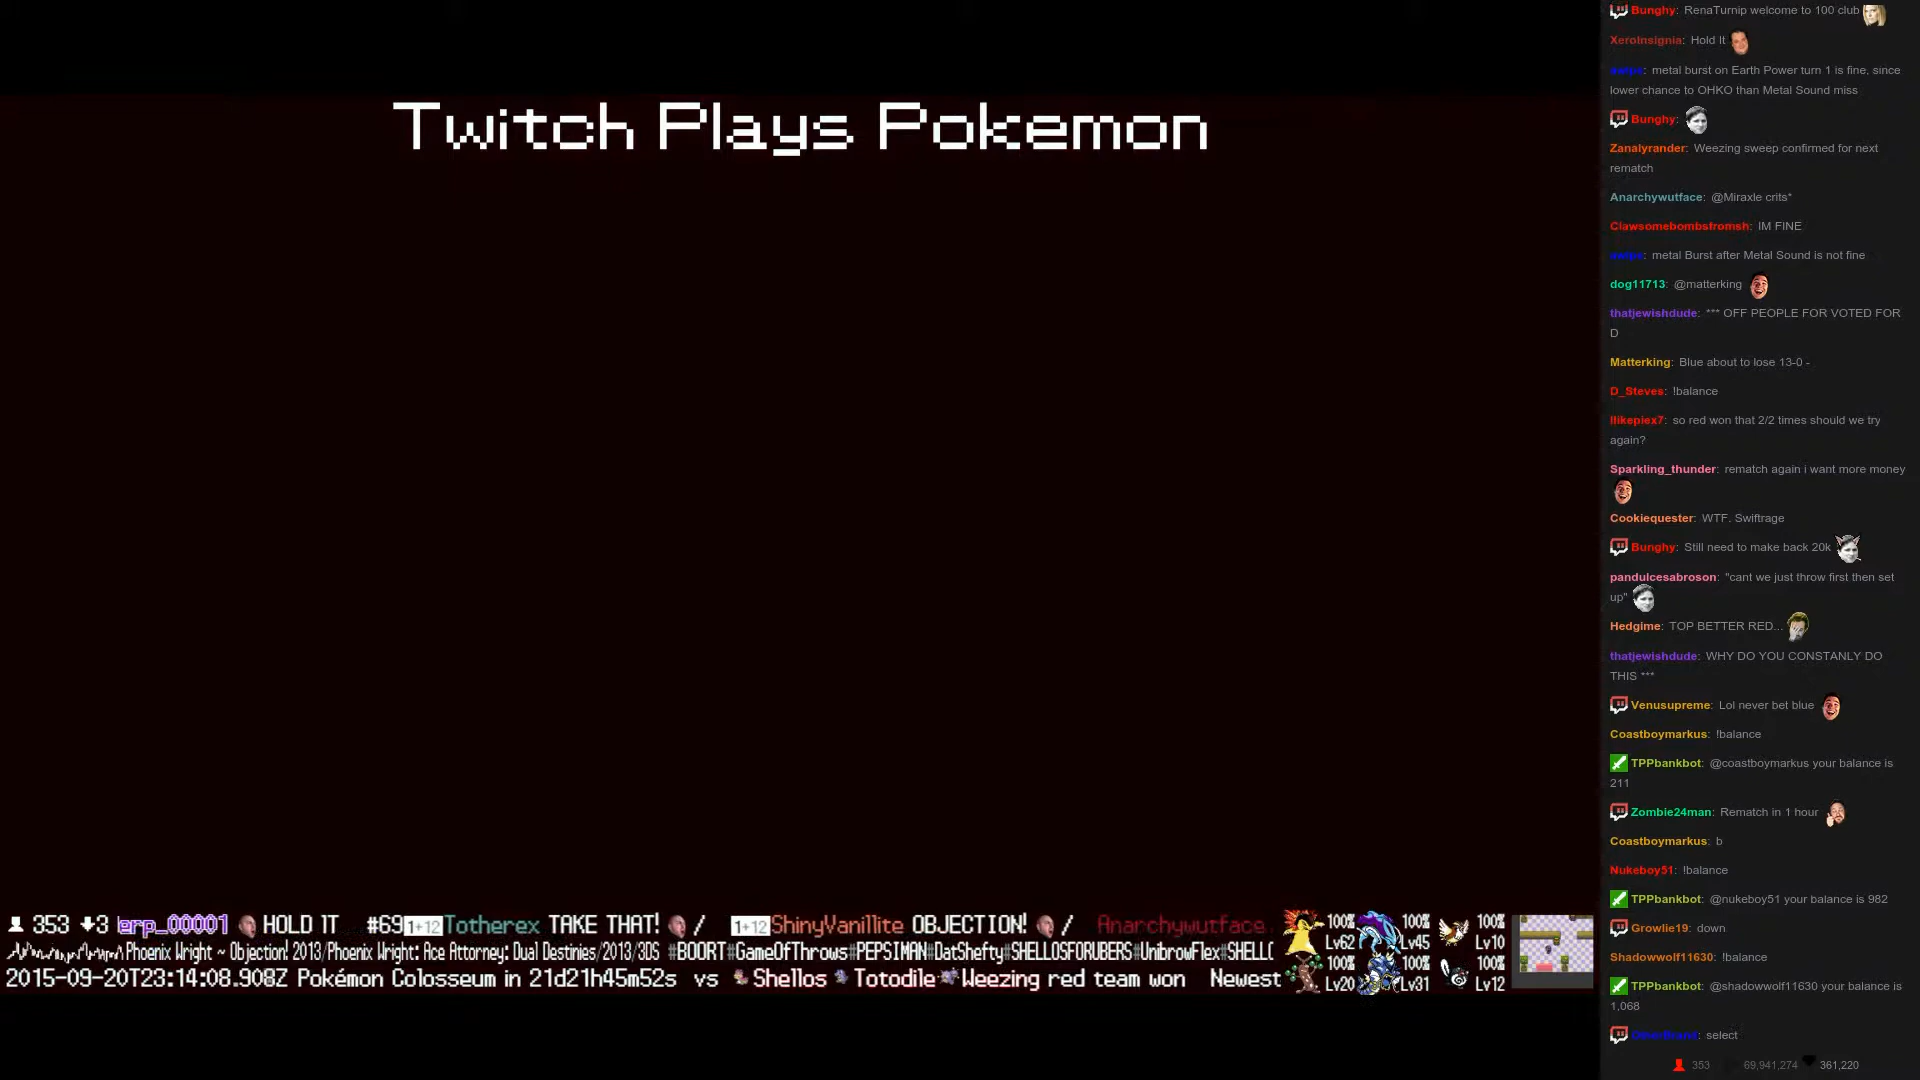 Twitch Plays Pokemon
Bunghy: RenaTurnip welcome to 100 club
XeroInsignia: Hold It
metal burst on Earth Power turn 1 is fine, since
lower chance to OHKO than Metal Sound miss
Bunghy:
Zanalyrander: Weezing sweep confirmed for next
rematch
Anarchywutface: @Miraxle crits*
Clawsomebombstromsh: IM FINE
metal Burst after Metal Sound is not fine
dog11713: @matterking
thatjewishdude: *** OFF PEOPLE FOR VOTED FOR
D
Matterking: Blue about to lose 13-0 -
D_Steves: !balance
Ilikepiex7: so red won that 2/2 times should we try
again?
Sparkling_thunder: rematch again i want more money
Cookiequester: WTF. Swiftrage
Bunghy: Still need to make back 20k
pandulcesabroson: "cant we just throw first then set
up"
Hedgime: TOP BETTER RED...
thatjewishdude: WHY DO YOU CONSTANLY DO
THIS ***
Venusupreme: Lol never bet blue
Coastboymarkus: !balance
TPPbankbot: @coastboymarkus your balance is
211
Zombie24man: Rematch in 1 hour
Coastboymarkus: b
Nukeboy51: !balance
TPPbankbot: @nukeboy51 your balance is 982
Growlie19: down
Shadowwolf11630: !balance
TPPbankbot: @shadowwolf11630 your balance is
1,068
select
353 69,941,274 361,220
353 3 erp_00001 HOLD IT #69 1+12 Totherex TAKE THAT! / 1+12 ShinyVanillite OBJECTION! / Anarchywutface
Phoenix Wright ~ Objection! 2013/Phoenix Wright: Ace Attorney: Dual Destinies/2013/3DS #BOORT#GameOfThrows#PEPSIMAN#DatShefty#SHELLOSFORUBERS#UnibrowFlex#SHELLO
2015-09-20T23:14:08.908Z Pokémon Colosseum in 21d21h45m52s vs Shellos Totodile Weezing red team won Newest
100% 100% 100%
Lv62 Lv45 Lv10
100% 100% 100%
Lv20 Lv31 Lv12